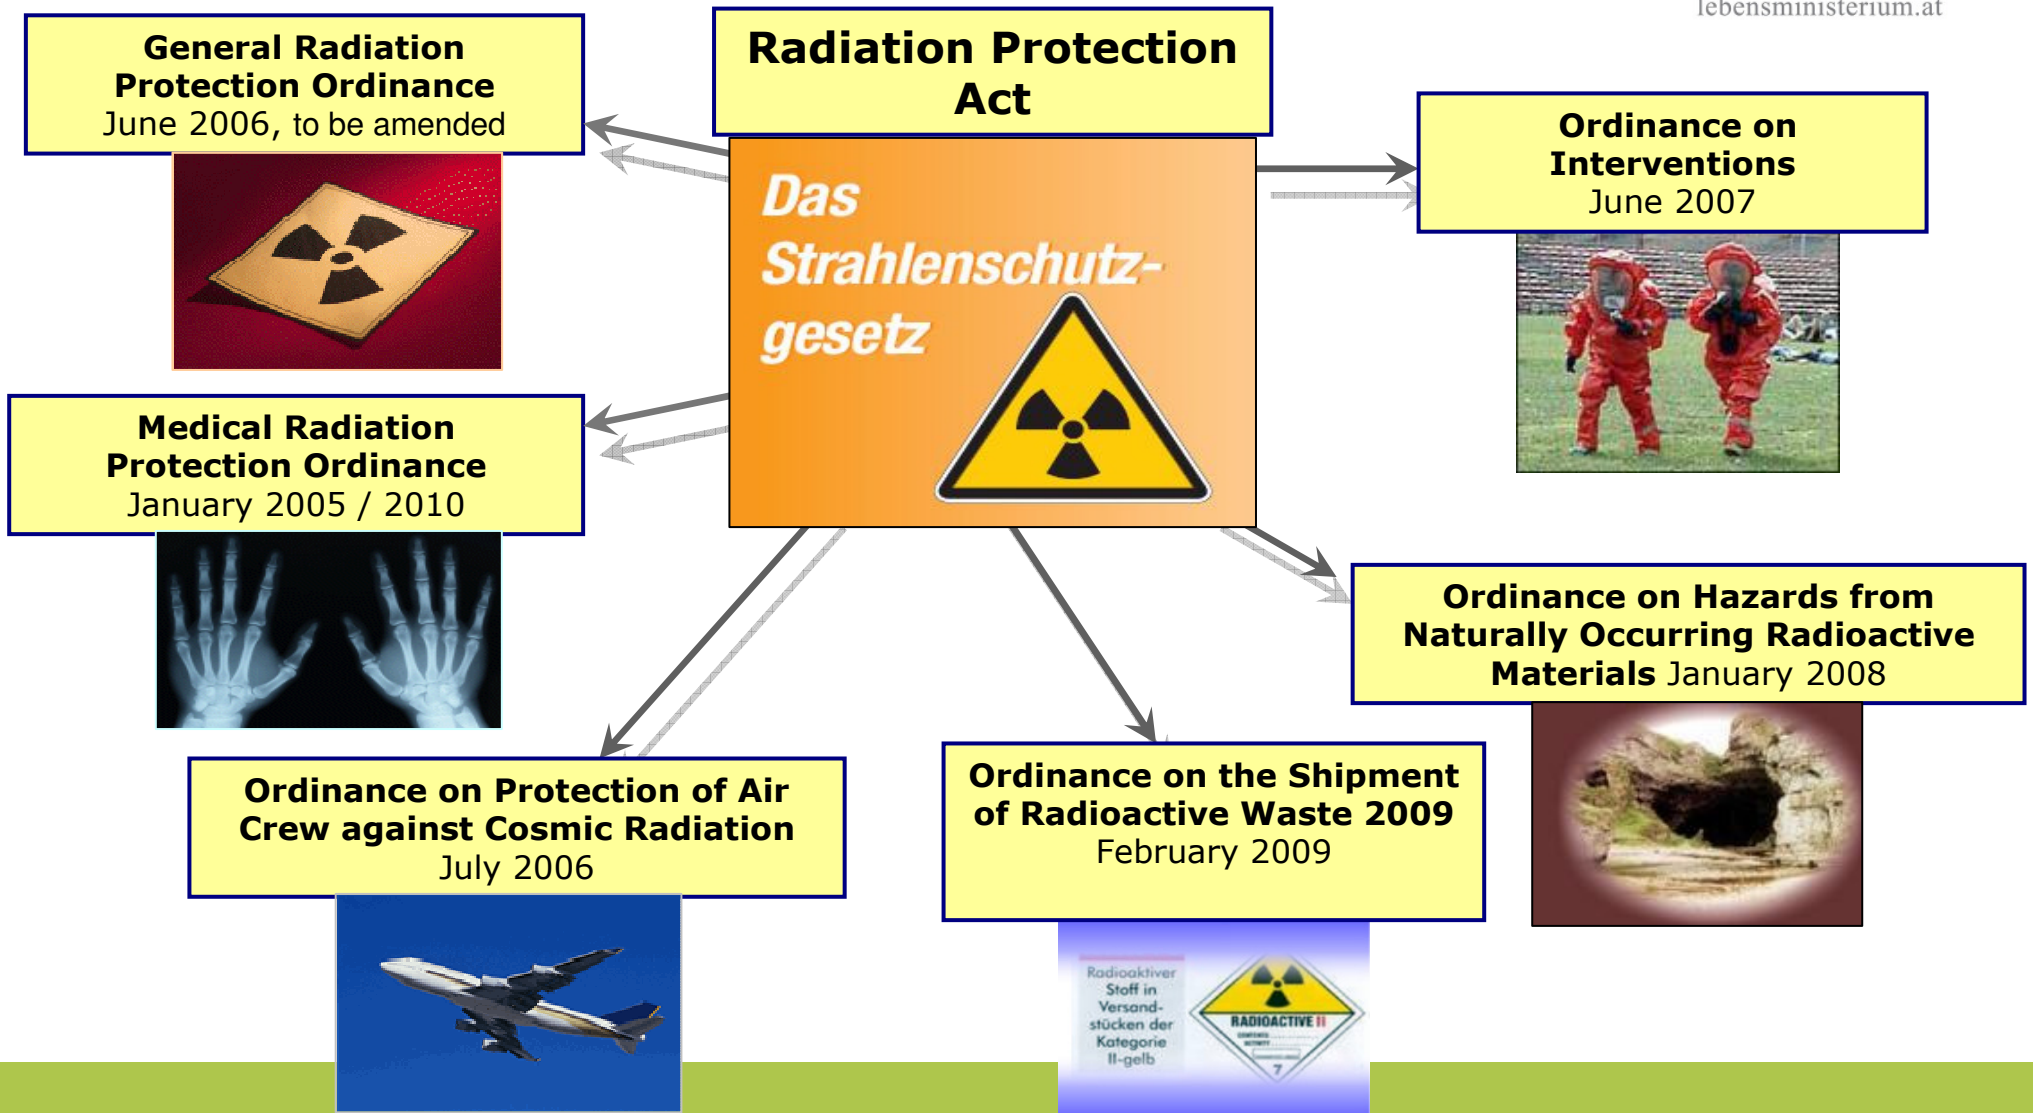 lebensministerium.at
General Radiation
Protection Ordinance
June 2006, to be amended
Radiation Protection
Act
Das
Strahlenschutz-
gesetz
Ordinance on
Interventions
June 2007
Medical Radiation
Protection Ordinance
January 2005 / 2010
Ordinance on Hazards from
Naturally Occurring Radioactive
Materials January 2008
Ordinance on Protection of Air
Crew against Cosmic Radiation
July 2006
Ordinance on the Shipment
of Radioactive Waste 2009
February 2009
Radioaktiver
Stoff in
Versand-
stücken der
Kategorie
II-gelb
RADIOACTIVE II
CONTENTS
ACTIVITY
7